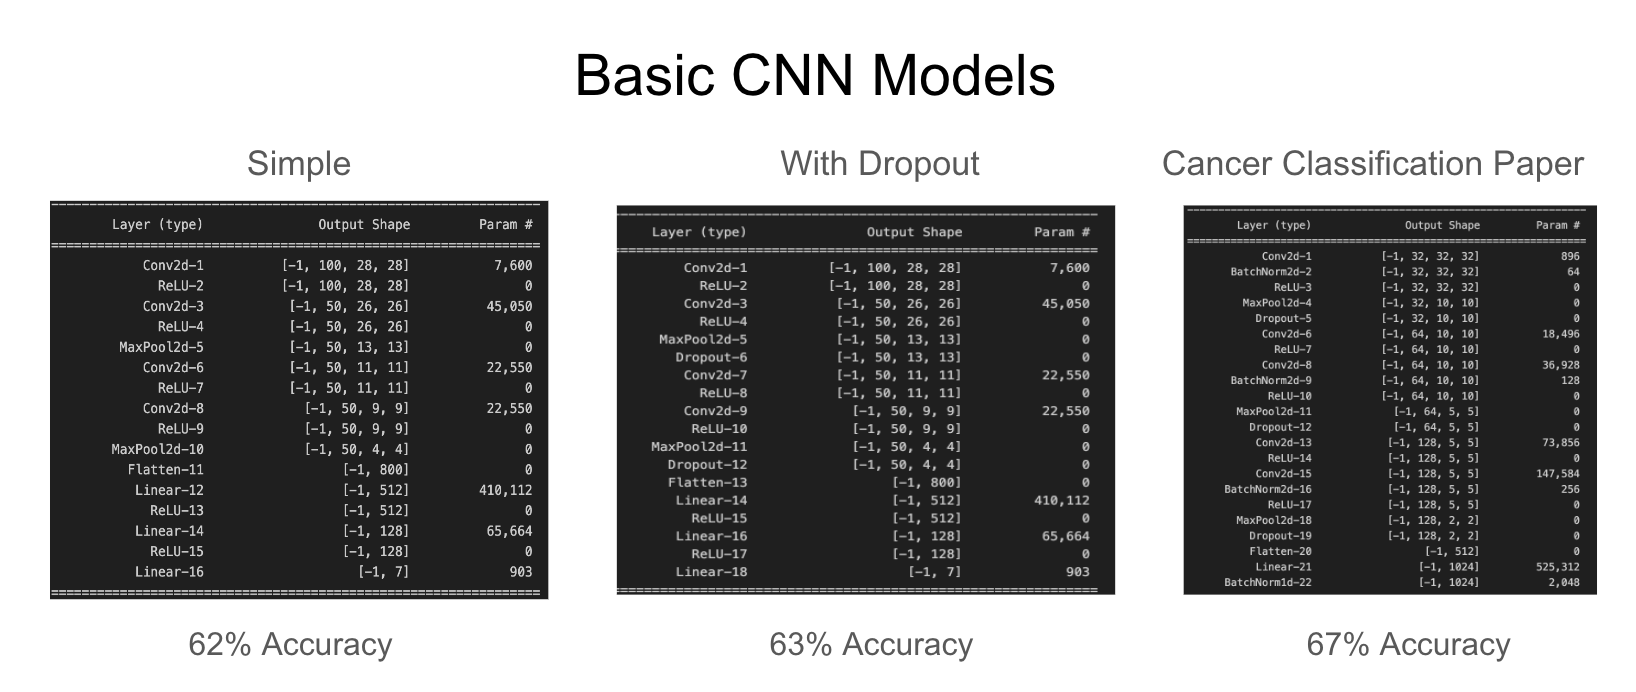 Basic CNN Models
Simple
Layer (type) Output Shape Param #
Conv2d-1 [-1, 100, 28, 28] 7,600
ReLU-2 [-1, 100, 28, 28] 0
Conv2d-3 [-1, 50, 26, 26] 45,050
ReLU-4 [-1, 50, 26, 26] 0
MaxPool2d-5 [-1, 50, 13, 13] 0
Conv2d-6 [-1, 50, 11, 11] 22,550
ReLU-7 [-1, 50, 11, 11] 0
Conv2d-8 [-1, 50, 9, 9] 22,550
ReLU-9 [-1, 50, 9, 9] 0
MaxPool2d-10 [-1, 50, 4, 4] 0
Flatten-11 [-1, 800] 0
Linear-12 [-1, 512] 410,112
ReLU-13 [-1, 512] 0
Linear-14 [-1, 128] 65,664
ReLU-15 [-1, 128] 0
Linear-16 [-1, 7] 903
62% Accuracy
With Dropout
Layer (type) Output Shape Param #
Conv2d-1 [-1, 100, 28, 28] 7,600
ReLU-2 [-1, 100, 28, 28] 0
Conv2d-3 [-1, 50, 26, 26] 45,050
ReLU-4 [-1, 50, 26, 26] 0
MaxPool2d-5 [-1, 50, 13, 13] 0
Dropout-6 [-1, 50, 13, 13] 0
Conv2d-7 [-1, 50, 11, 11] 22,550
ReLU-8 [-1, 50, 11, 11] 0
Conv2d-9 [-1, 50, 9, 9] 22,550
ReLU-10 [-1, 50, 9, 9] 0
MaxPool2d-11 [-1, 50, 4, 4] 0
Dropout-12 [-1, 50, 4, 4] 0
Flatten-13 [-1, 800] 0
Linear-14 [-1, 512] 410,112
ReLU-15 [-1, 512] 0
Linear-16 [-1, 128] 65,664
ReLU-17 [-1, 128] 0
Linear-18 [-1, 7] 903
63% Accuracy
Cancer Classification Paper
Layer (type) Output Shape Param #
Conv2d-1 [-1, 32, 32, 32] 896
BatchNorm2d-2 [-1, 32, 32, 32] 64
ReLU-3 [-1, 32, 32, 32] 0
MaxPool2d-4 [-1, 32, 10, 10] 0
Dropout-5 [-1, 32, 10, 10] 0
Conv2d-6 [-1, 64, 10, 10] 18,496
ReLU-7 [-1, 64, 10, 10] 0
Conv2d-8 [-1, 64, 10, 10] 36,928
BatchNorm2d-9 [-1, 64, 10, 10] 128
ReLU-10 [-1, 64, 10, 10] 0
MaxPool2d-11 [-1, 64, 5, 5] 0
Dropout-12 [-1, 64, 5, 5] 0
Conv2d-13 [-1, 128, 5, 5] 73,856
ReLU-14 [-1, 128, 5, 5] 0
Conv2d-15 [-1, 128, 5, 5] 147,584
BatchNorm2d-16 [-1, 128, 5, 5] 256
ReLU-17 [-1, 128, 5, 5] 0
MaxPool2d-18 [-1, 128, 2, 2] 0
Dropout-19 [-1, 128, 2, 2] 0
Flatten-20 [-1, 512] 0
Linear-21 [-1, 1024] 525,312
BatchNorm1d-22 [-1, 1024] 2,048
67% Accuracy